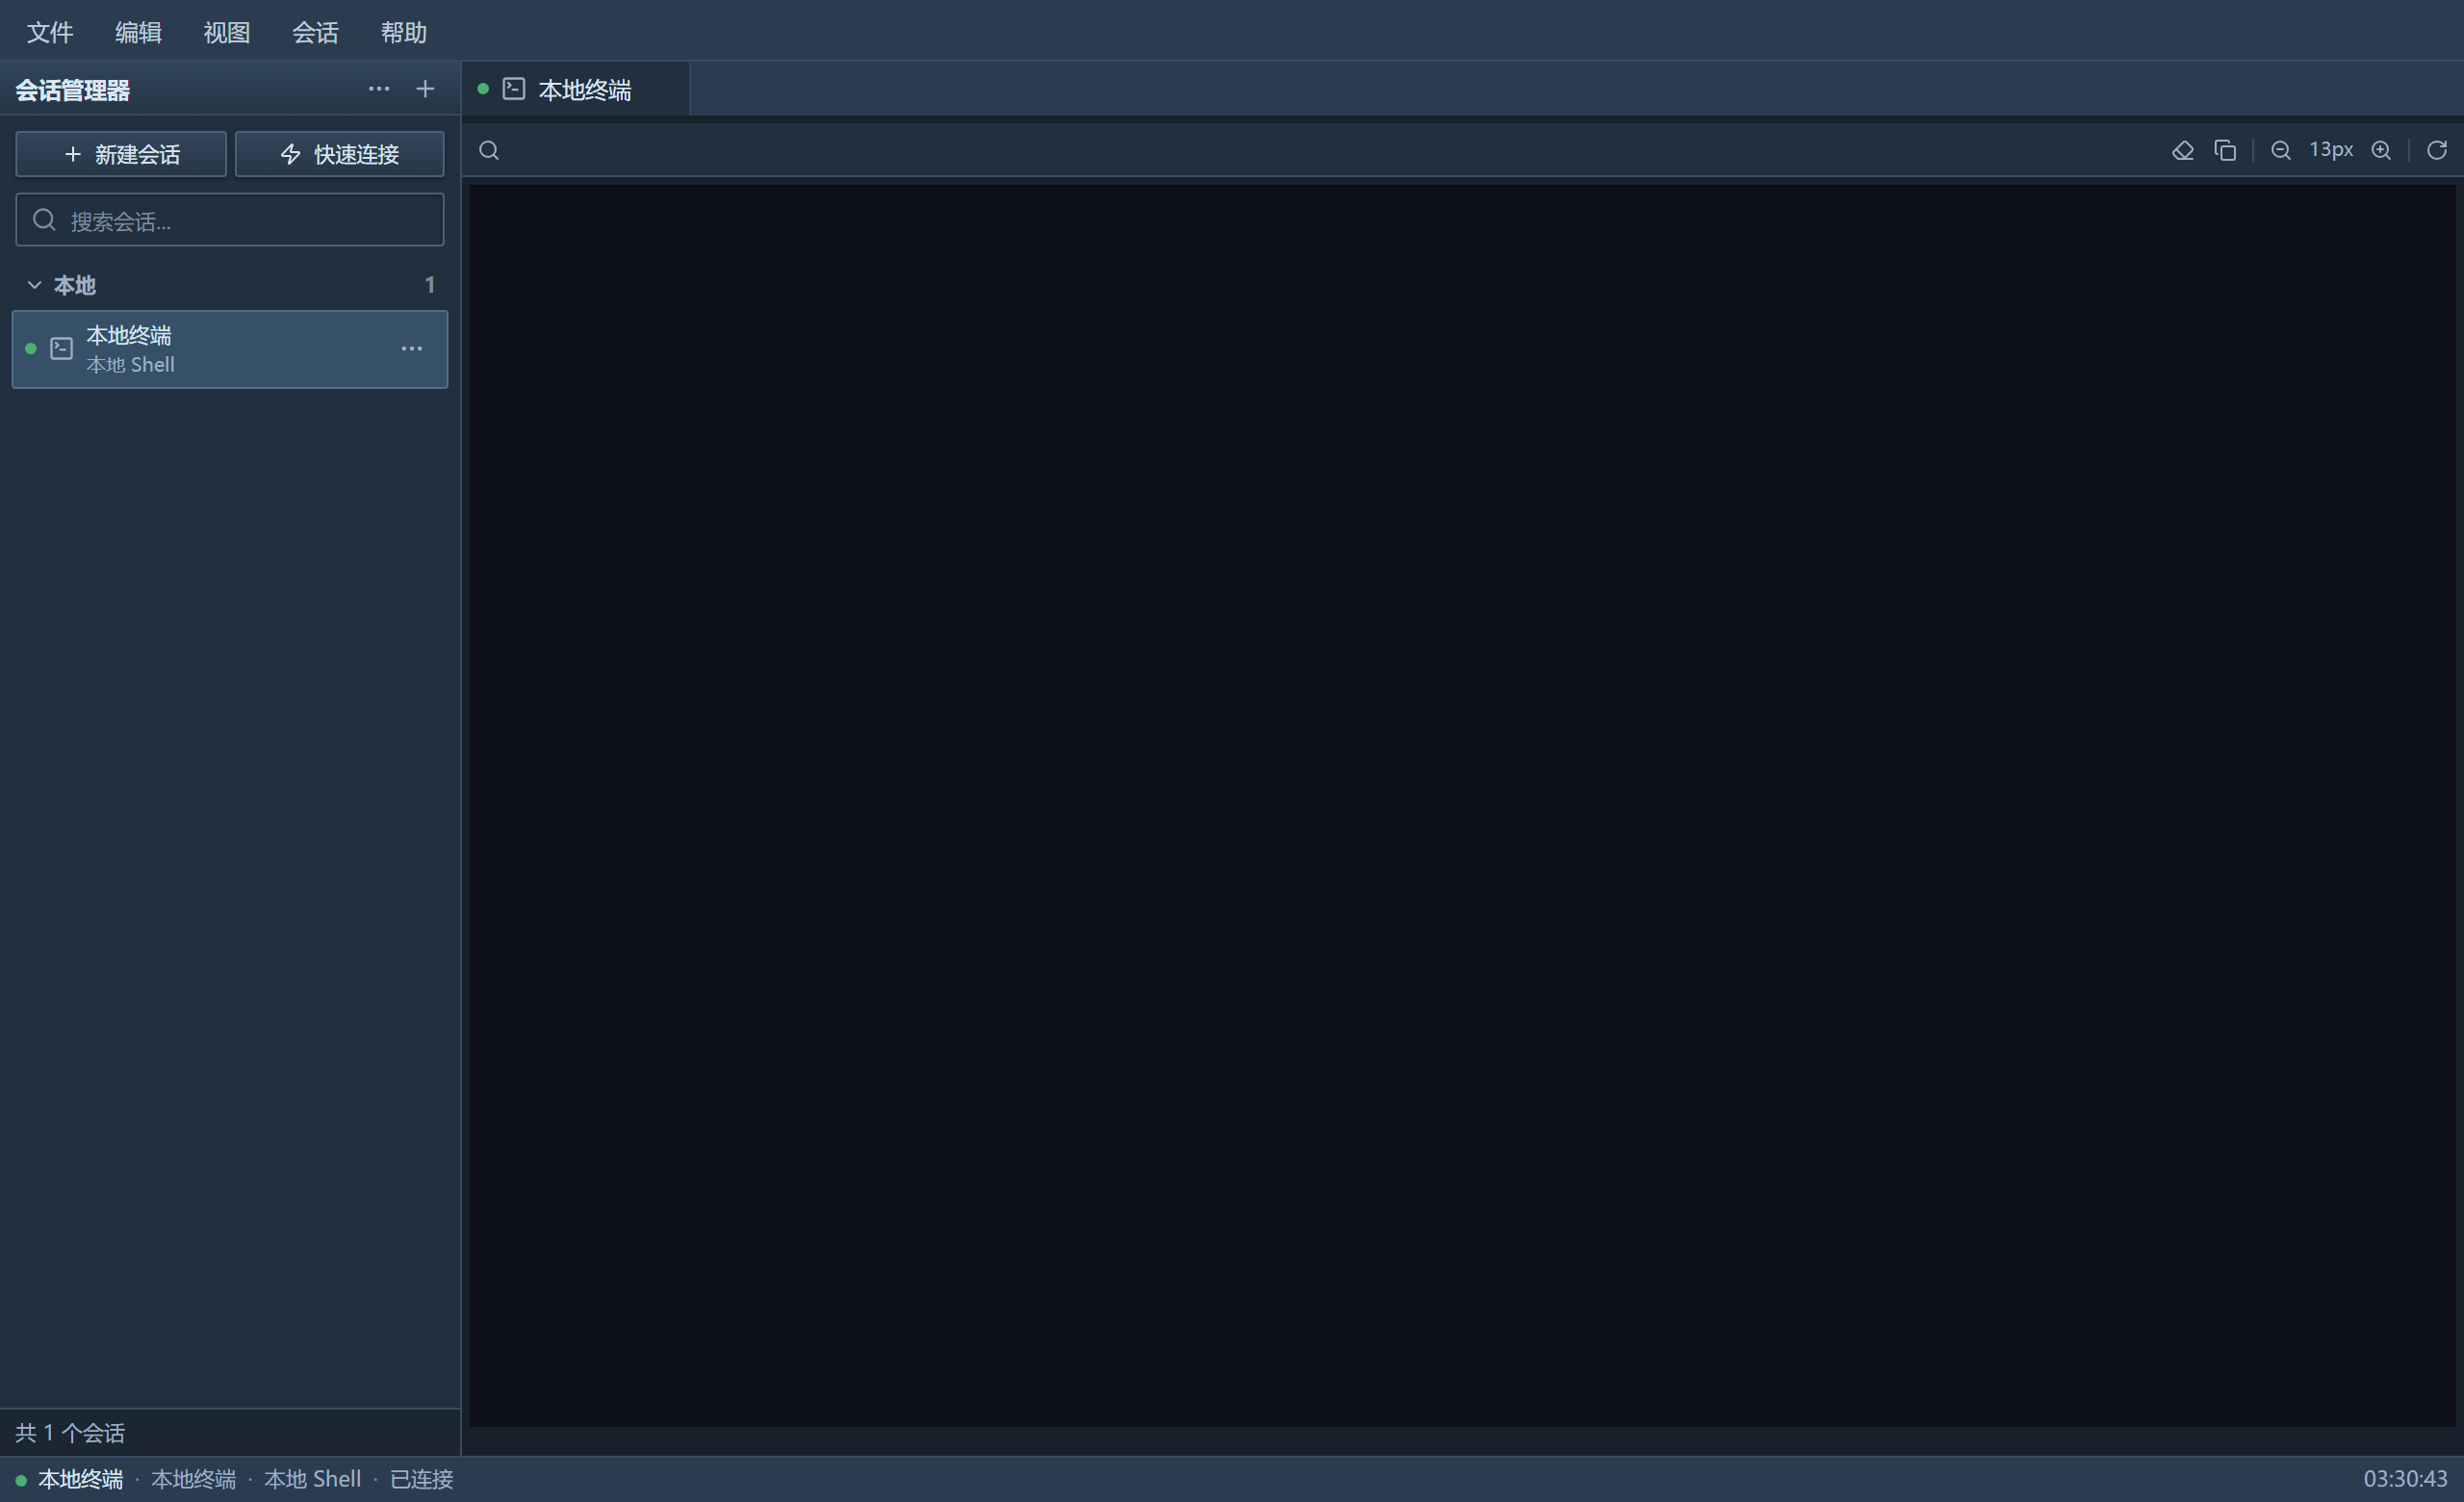 文件 编辑 视图 会话 帮助
会话管理器
本地终端
新建会话 快速连接
13px
搜索会话...
本地 1
本地终端
本地 Shell
共 1 个会话
本地终端 · 本地终端 · 本地 Shell · 已连接 03:30:43